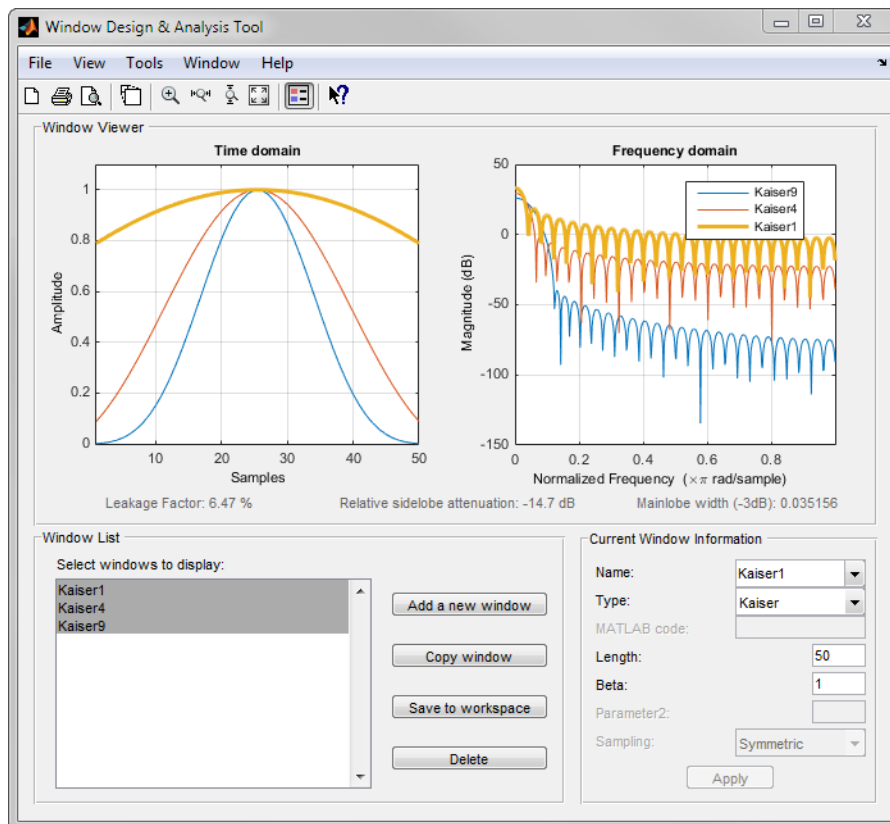 Window Design & Analysis Tool
File View Tools Window Help
Window Viewer
Time domain
Amplitude
1
0.8
0.6
0.4
0.2
0
10 20 30 40 50
Samples
Frequency domain
Magnitude (dB)
50
0
-50
-100
-150
Kaiser9
Kaiser4
Kaiser1
0 0.2 0.4 0.6 0.8
Normalized Frequency (×π rad/sample)
Leakage Factor: 6.47 % Relative sidelobe attenuation: -14.7 dB Mainlobe width (-3dB): 0.035156
Window List
Select windows to display:
Kaiser1
Kaiser4
Kaiser9
Add a new window
Copy window
Save to workspace
Delete
Current Window Information
Name: Kaiser1
Type: Kaiser
MATLAB code:
Length: 50
Beta: 1
Parameter2:
Sampling: Symmetric
Apply